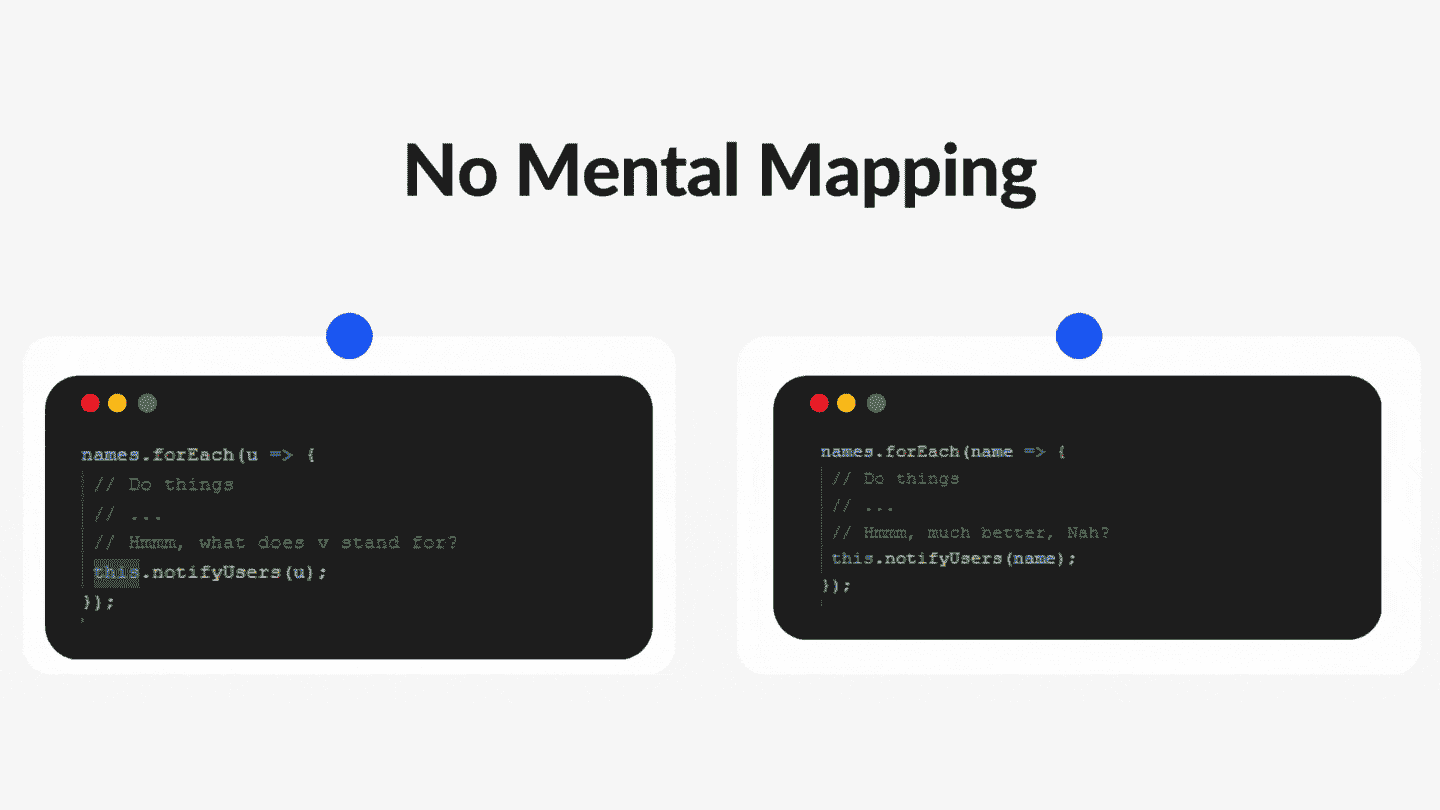 No Mental Mapping
names.forEach(u => {
// Do things
// ...
// Hmmm, what does v stand for?
this.notifyUsers(u);
});
names.forEach(name => {
// Do things
// ...
// Hmmm, much better, Nah?
this.notifyUsers(name);
});